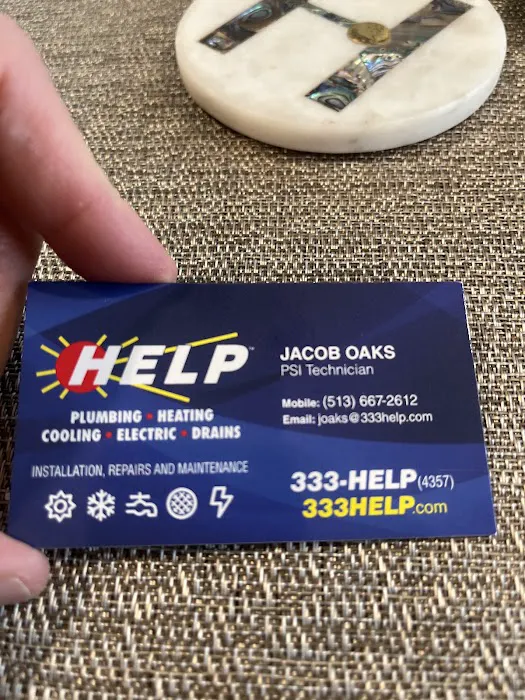 HELP™
PLUMBING • HEATING
COOLING • ELECTRIC • DRAINS
INSTALLATION, REPAIRS AND MAINTENANCE
JACOB OAKS
PSI Technician
Mobile: (513) 667-2612
Email: joaks@333help.com
333-HELP(4357)
333HELP.com